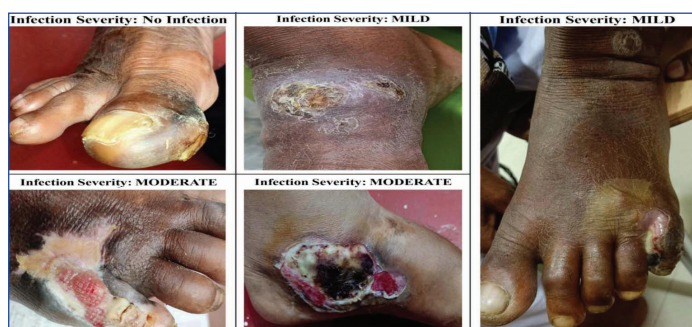 Infection Severity: No Infection
Infection Severity: MILD
Infection Severity: MILD
Infection Severity: MODERATE
Infection Severity: MODERATE